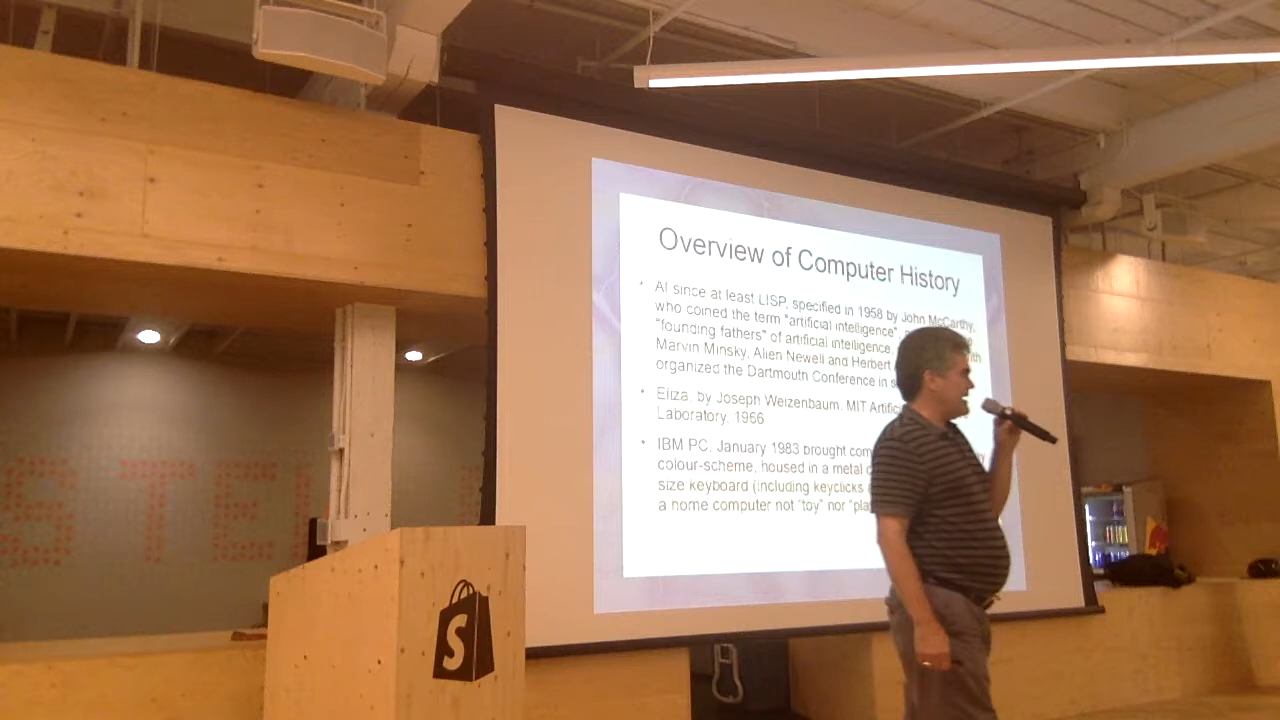 Overview of Computer History
AI since at least LISP, specified in 1958 by John McCarthy,
who coined the term "artificial intelligence",
"founding fathers" of artificial intelligence,
Marvin Minsky, Allen Newell and Herbert
organized the Dartmouth Conference in
Eliza, by Joseph Weizenbaum, MIT
Laboratory, 1966
IBM PC, January 1983 brought
colour-scheme, housed in a metal
size keyboard (including keyclicks
a home computer not "toy" nor
STE
S